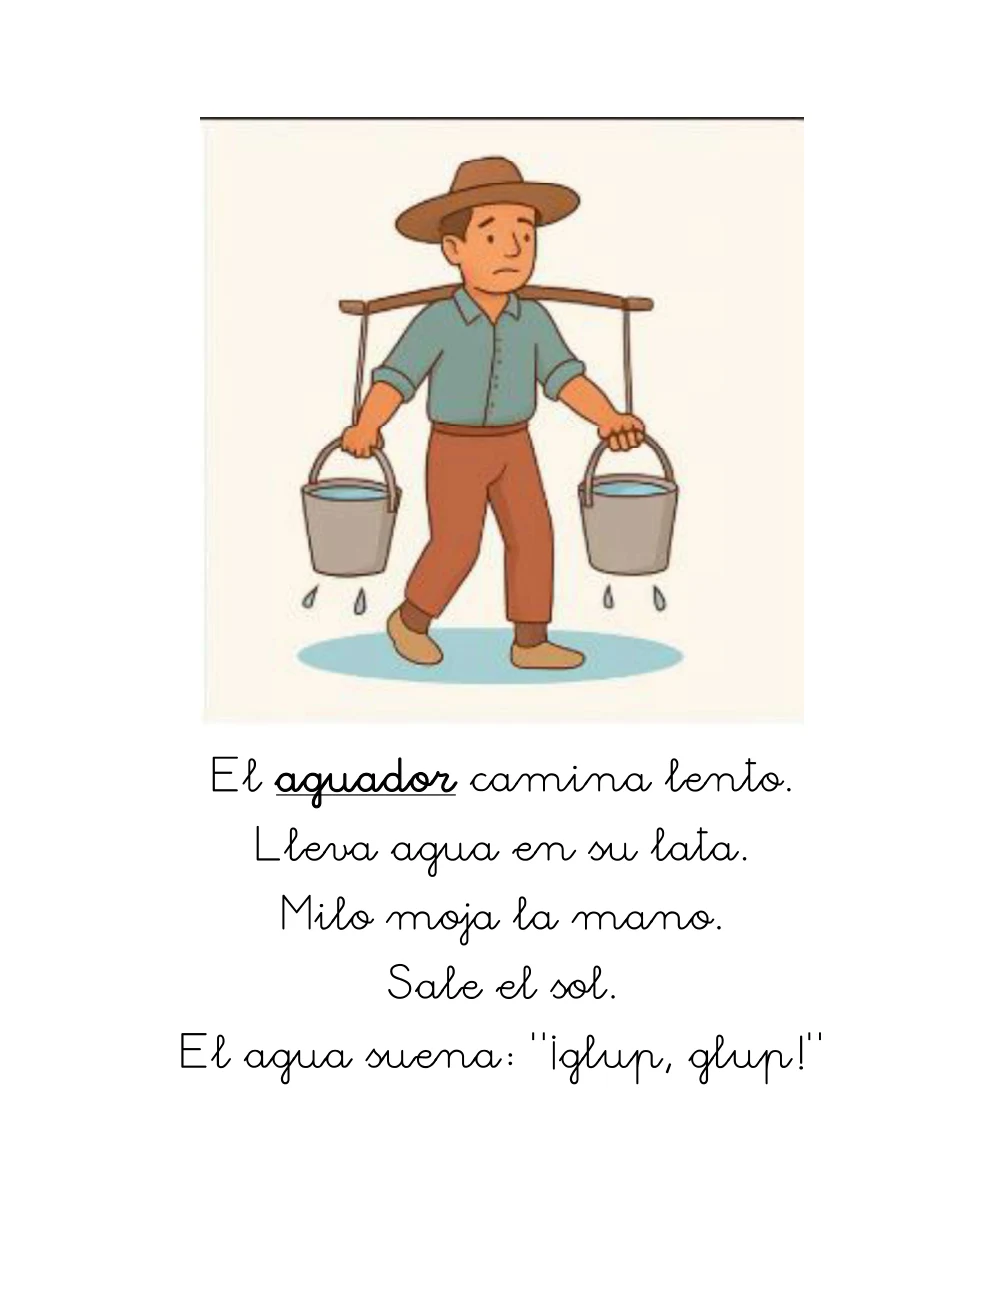 El aguador camina lento.
Lleva agua en su lata.
Milo moja la mano.
Sale el sol.
El agua suena: "¡glup, glup!"